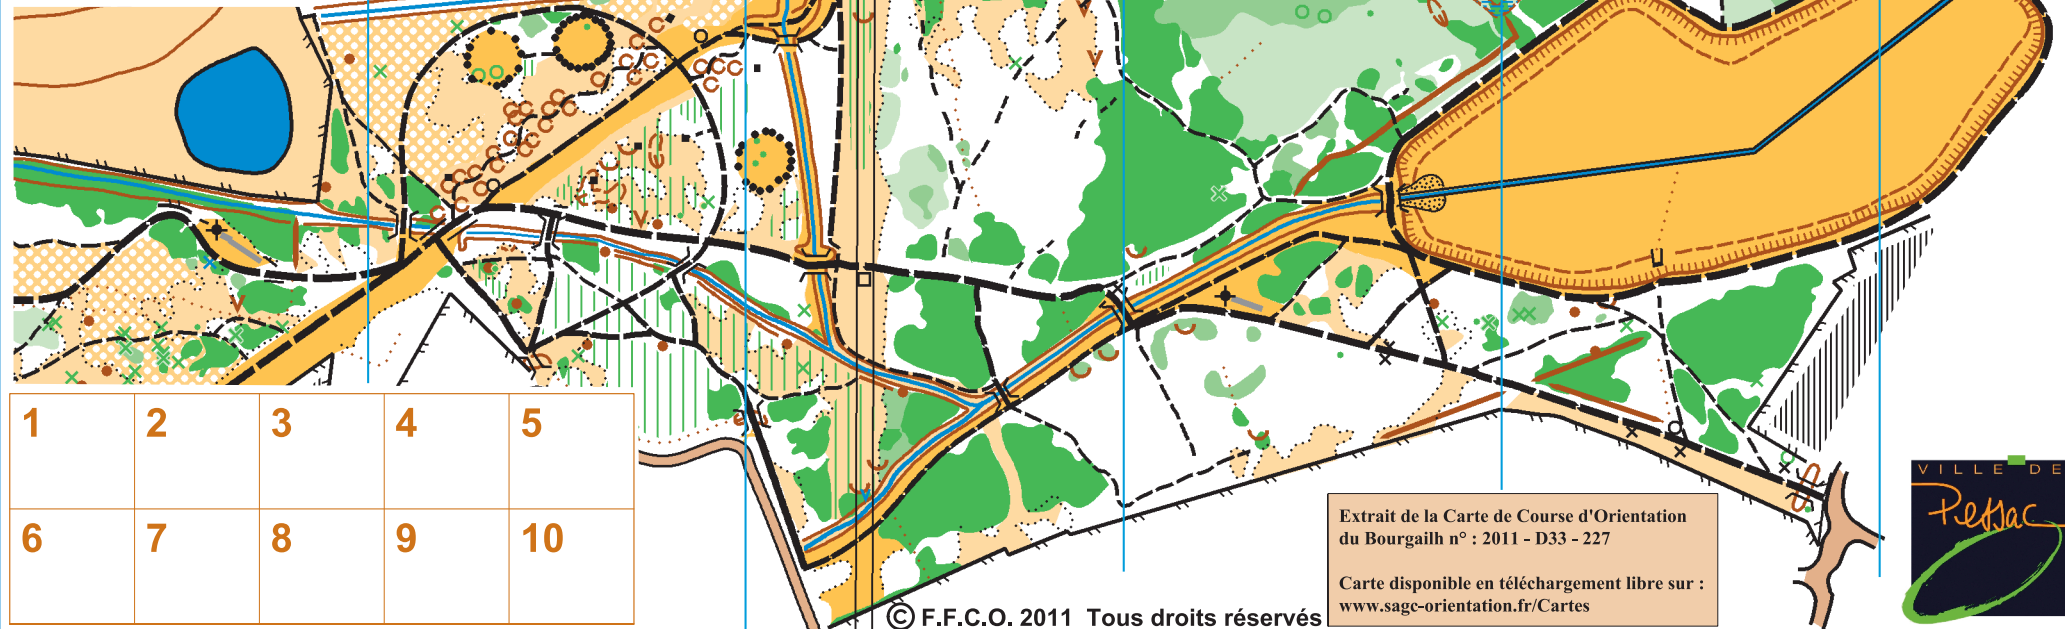 1 2 3 4 5
6 7 8 9 10
Extrait de la Carte de Course d'Orientation
du Bourgailh n° : 2011 - D33 - 227
Carte disponible en téléchargement libre sur :
www.sagc-orientation.fr/Cartes
© F.F.C.O. 2011 Tous droits réservés
VILLE DE
Pessac